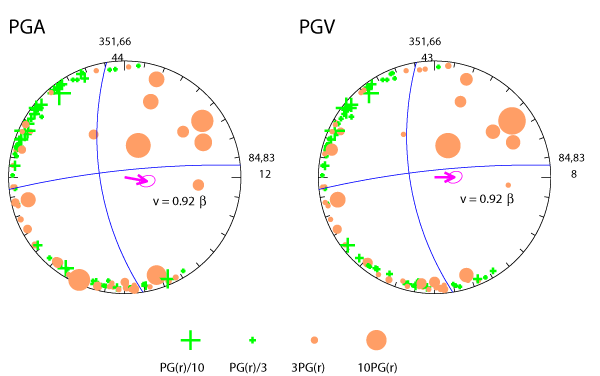 PGA
PGV
351,66
44
351,66
43
84,83
12
84,83
8
v = 0.92 β
v = 0.92 β
PG(r)/10
PG(r)/3
3PG(r)
10PG(r)